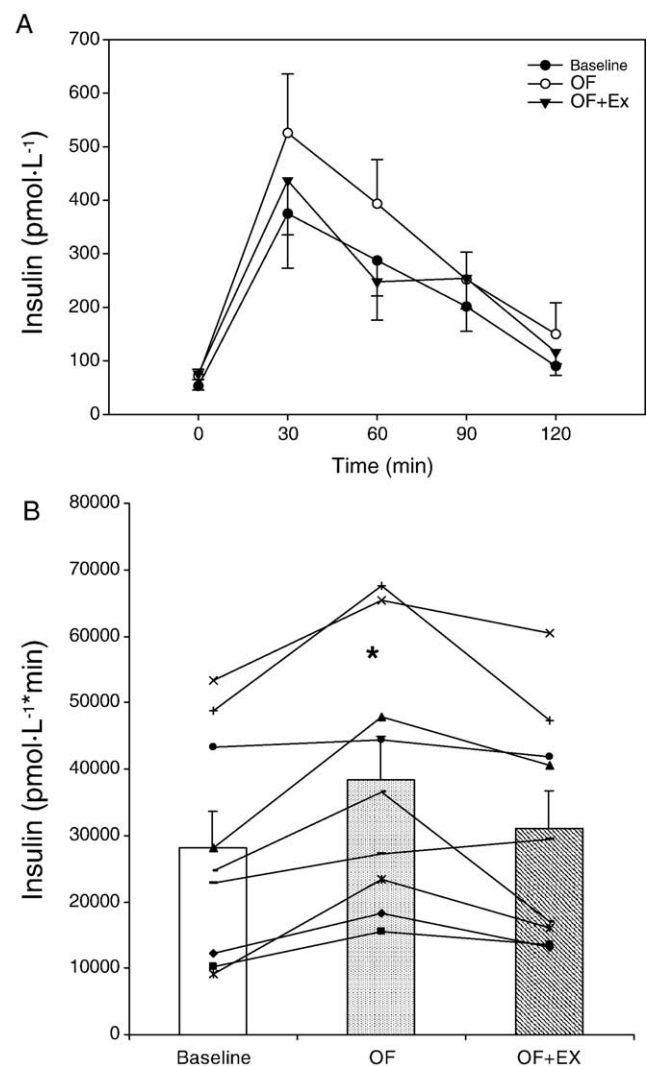 A
Insulin (pmol·L⁻¹)
700
600
500
400
300
200
100
0
Baseline
OF
OF+Ex
0 30 60 90 120
Time (min)
B
Insulin (pmol·L⁻¹*min)
80000
70000
60000
50000
40000
30000
20000
10000
0
*
Baseline OF OF+EX